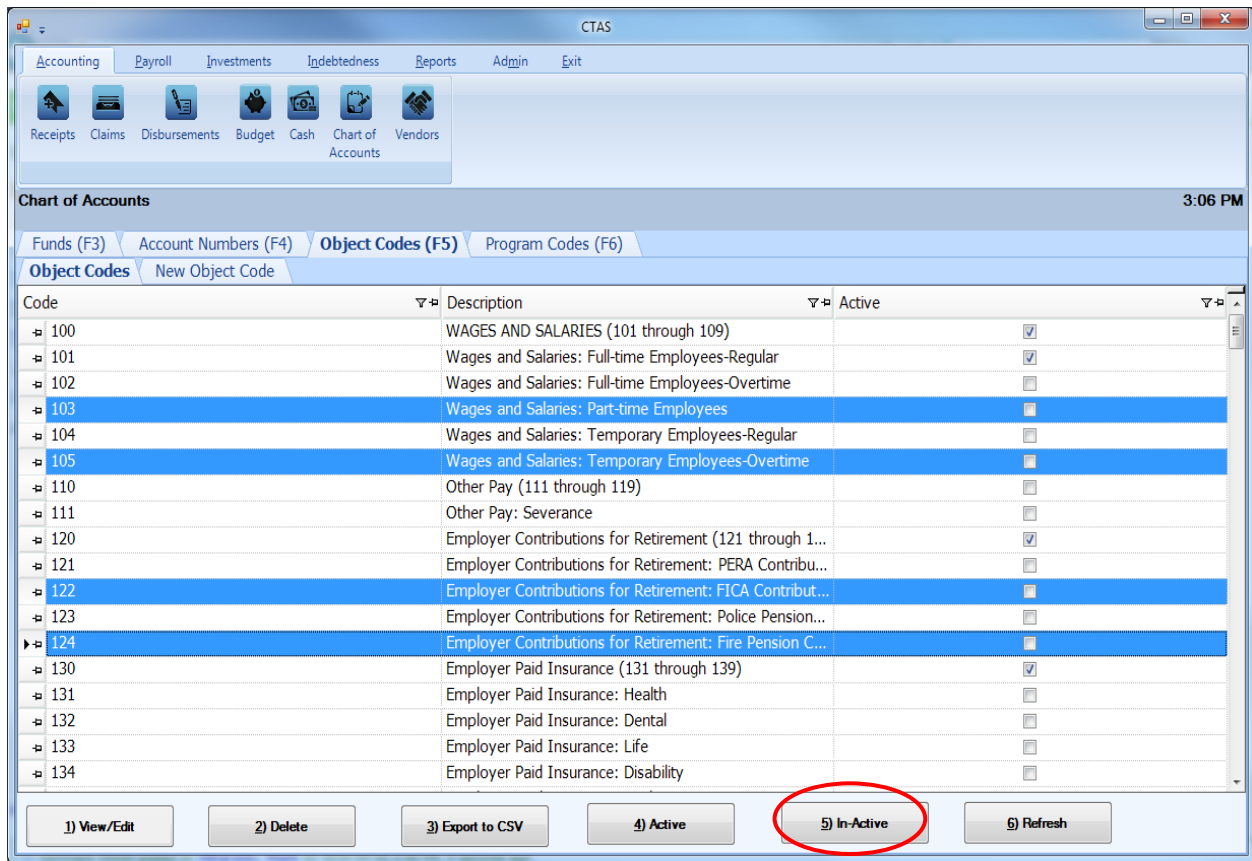 CTAS
Accounting Payroll Investments Indebtedness Reports Admin Exit
Receipts Claims Disbursements Budget Cash Chart of Accounts Vendors
Chart of Accounts 3:06 PM
Funds (F3) Account Numbers (F4) Object Codes (F5) Program Codes (F6)
Object Codes New Object Code
Code Description Active
100 WAGES AND SALARIES (101 through 109)
101 Wages and Salaries: Full-time Employees-Regular
102 Wages and Salaries: Full-time Employees-Overtime
103 Wages and Salaries: Part-time Employees
104 Wages and Salaries: Temporary Employees-Regular
105 Wages and Salaries: Temporary Employees-Overtime
110 Other Pay (111 through 119)
111 Other Pay: Severance
120 Employer Contributions for Retirement (121 through 1...
121 Employer Contributions for Retirement: PERA Contribu...
122 Employer Contributions for Retirement: FICA Contribut...
123 Employer Contributions for Retirement: Police Pension...
124 Employer Contributions for Retirement: Fire Pension C...
130 Employer Paid Insurance (131 through 139)
131 Employer Paid Insurance: Health
132 Employer Paid Insurance: Dental
133 Employer Paid Insurance: Life
134 Employer Paid Insurance: Disability
1) View/Edit 2) Delete 3) Export to CSV 4) Active 5) In-Active 6) Refresh